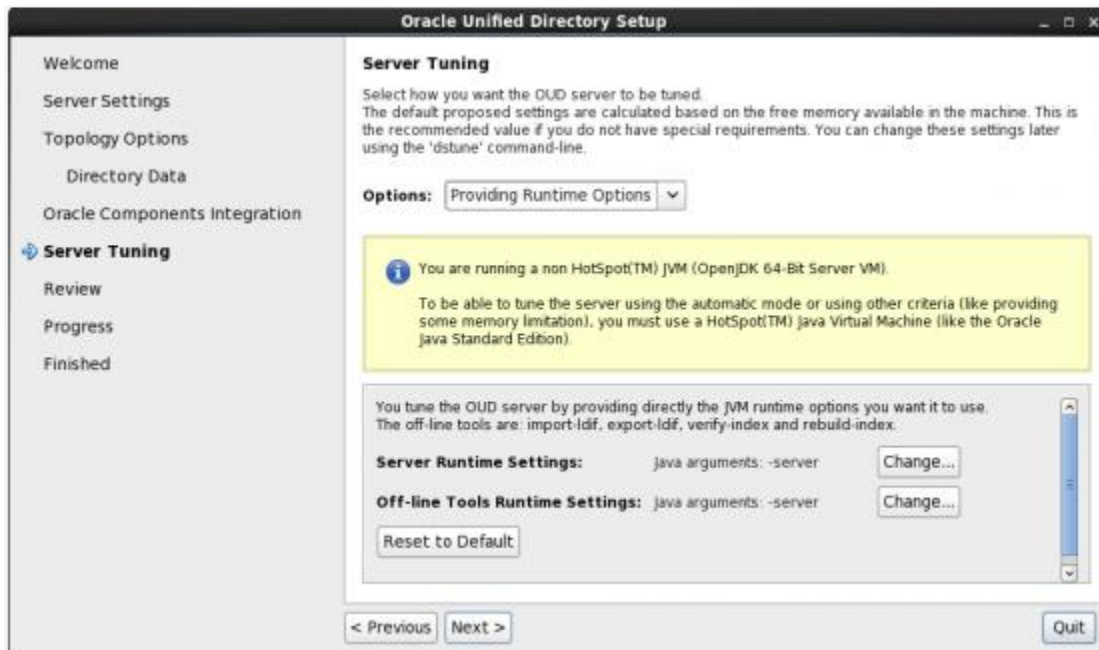 Oracle Unified Directory Setup
Welcome
Server Settings
Topology Options
Directory Data
Oracle Components Integration
Server Tuning
Review
Progress
Finished
Server Tuning
Select how you want the OUD server to be tuned.
The default proposed settings are calculated based on the free memory available in the machine. This is
the recommended value if you do not have special requirements. You can change these settings later
using the 'dstune' command-line.
Options: Providing Runtime Options
You are running a non HotSpot(TM) JVM (OpenJDK 64-Bit Server VM).
To be able to tune the server using the automatic mode or using other criteria (like providing
some memory limitation), you must use a HotSpot(TM) Java Virtual Machine (like the Oracle
Java Standard Edition).
You tune the OUD server by providing directly the JVM runtime options you want it to use.
The off-line tools are: import-ldif, export-ldif, verify-index and rebuild-index.
Server Runtime Settings: Java arguments: -server Change...
Off-line Tools Runtime Settings: Java arguments: -server Change...
Reset to Default
< Previous Next > Quit